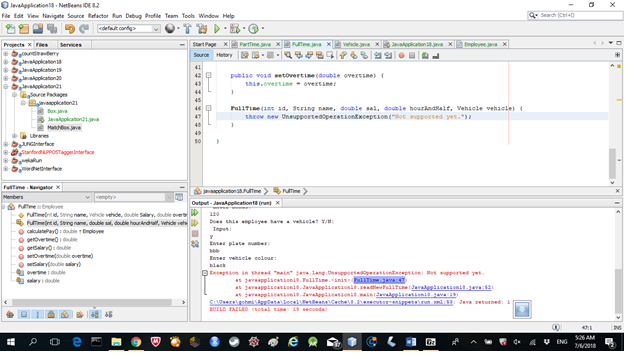 JavaApplication18 - NetBeans IDE 8.2
File Edit View Navigate Source Refactor Run Debug Profile Team Tools Window Help
Search (Ctrl+I)
<default config>
Projects Files Services
Start Page PartTime.java FullTime.java Vehicle.java JavaApplication18.java Employee.java
Source History
countStrawBerry
JavaApplication18
JavaApplication19
JavaApplication20
JavaApplication21
Source Packages
javaapplication21
Box.java
JavaApplication21.java
MatchBox.java
Libraries
JUNGInterface
StanfordNLPPOSTaggerInterface
wekaRun
WordNetInterface
41
42 public void setOvertime(double overtime) {
43 this.overtime = overtime;
44 }
45
46 FullTime(int id, String name, double sal, double hourAndHalf, Vehicle vehicle) {
47 throw new UnsupportedOperationException("Not supported yet.");
48 }
49
50 }
javaapplication18.FullTime FullTime
FullTime - Navigator
Members <empty>
FullTime :: Employee
FullTime(int id, String name, Vehicle vehicle, double Salary, double overtim
FullTime(int id, String name, double sal, double hourAndHalf, Vehicle vehicl
calculatePay() : double ↑ Employee
getOvertime() : double
getSalary() : double
setOvertime(double overtime)
setSalary(double salary)
overtime : double
salary : double
Output - JavaApplication18 (run)
120
Does this employee have a vehicle? Y/N:
Input:
y
Enter plate number:
bbb
Enter vehicle colour:
black
Exception in thread "main" java.lang.UnsupportedOperationException: Not supported yet.
at javaapplication18.FullTime.<init>(FullTime.java:47)
at javaapplication18.JavaApplication18.readNewFullTime(JavaApplication18.java:52)
at javaapplication18.JavaApplication18.main(JavaApplication18.java:19)
C:\Users\gohmi\AppData\Local\NetBeans\Cache\8.2\executor-snippets\run.xml:53: Java returned: 1
BUILD FAILED (total time: 19 seconds)
47:1 INS
5:26 AM
7/6/2018